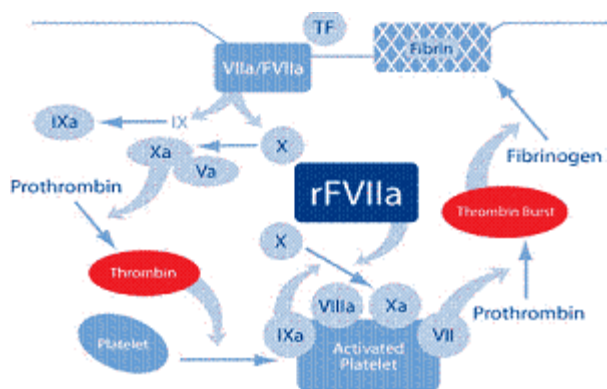 TF
VIIa/FVIIa
Fibrin
IXa
IX
Xa
X
Va
Fibrinogen
Prothrombin
rFVIIa
Thrombin Burst
X
Thrombin
VIIIa
Xa
Prothrombin
IXa
VII
Platelet
Activated
Platelet